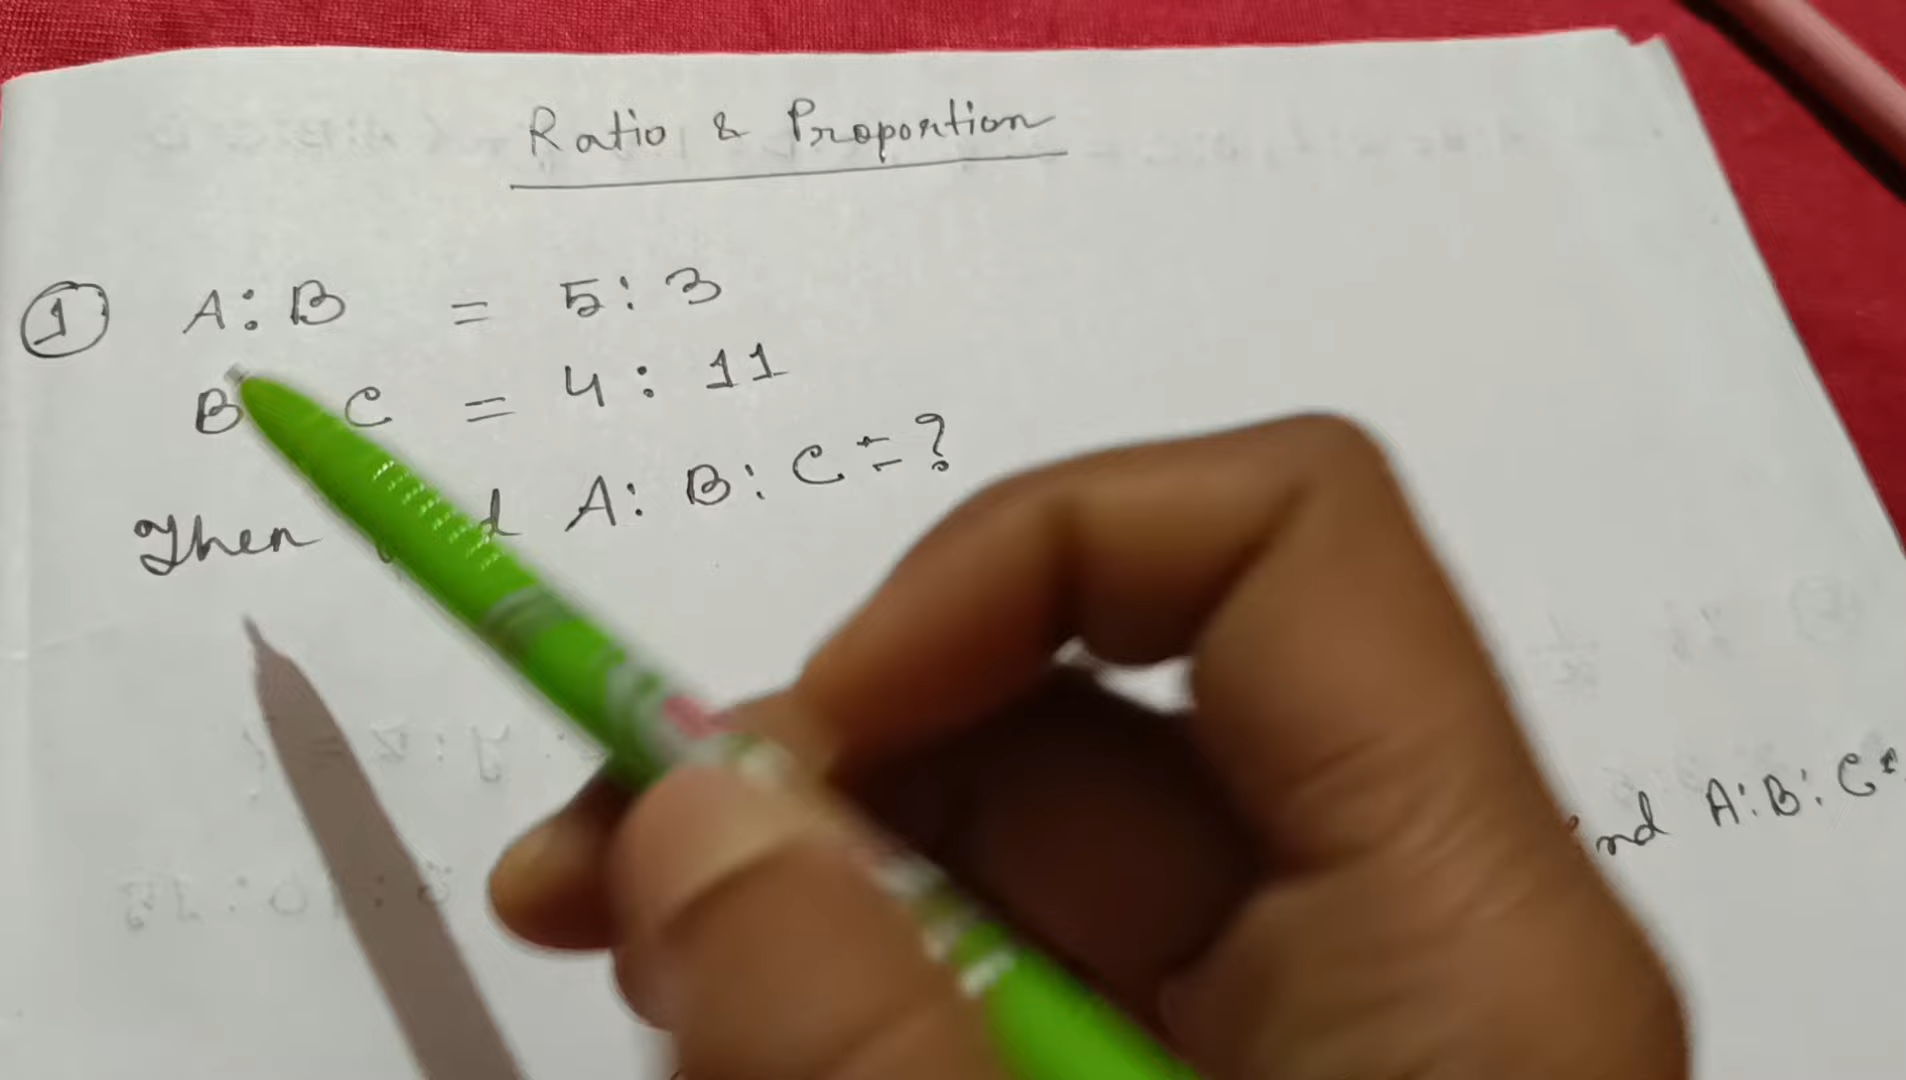 Ratio & Proportion
1 A:B = 5:3
B C = 4:11
Then A:B:C=?
A:B:C